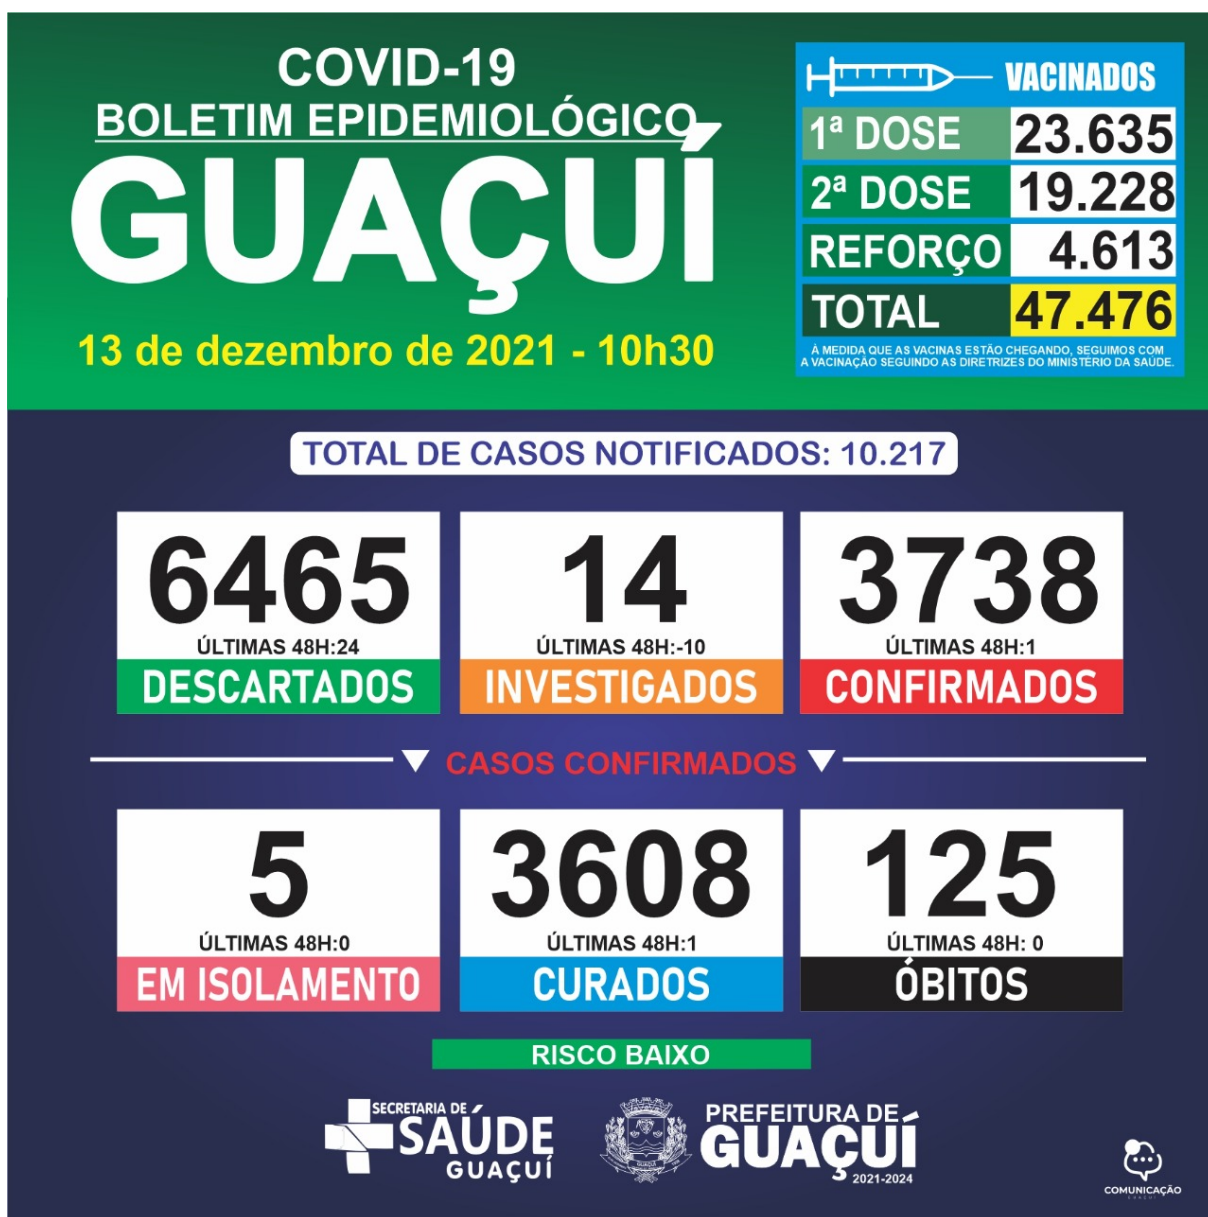 COVID-19
BOLETIM EPIDEMIOLÓGICO
GUAÇUÍ
13 de dezembro de 2021 - 10h30
VACINADOS
1ª DOSE 23.635
2ª DOSE 19.228
REFORÇO 4.613
TOTAL 47.476
À MEDIDA QUE AS VACINAS ESTÃO CHEGANDO, SEGUIMOS COM
A VACINAÇÃO SEGUINDO AS DIRETRIZES DO MINISTÉRIO DA SAÚDE.
TOTAL DE CASOS NOTIFICADOS: 10.217
6465
ÚLTIMAS 48H:24
DESCARTADOS
14
ÚLTIMAS 48H:-10
INVESTIGADOS
3738
ÚLTIMAS 48H:1
CONFIRMADOS
CASOS CONFIRMADOS
5
ÚLTIMAS 48H:0
EM ISOLAMENTO
3608
ÚLTIMAS 48H:1
CURADOS
125
ÚLTIMAS 48H: 0
ÓBITOS
RISCO BAIXO
SECRETARIA DE
SAÚDE
GUAÇUÍ
PREFEITURA DE
GUAÇUÍ
2021-2024
COMUNICAÇÃO